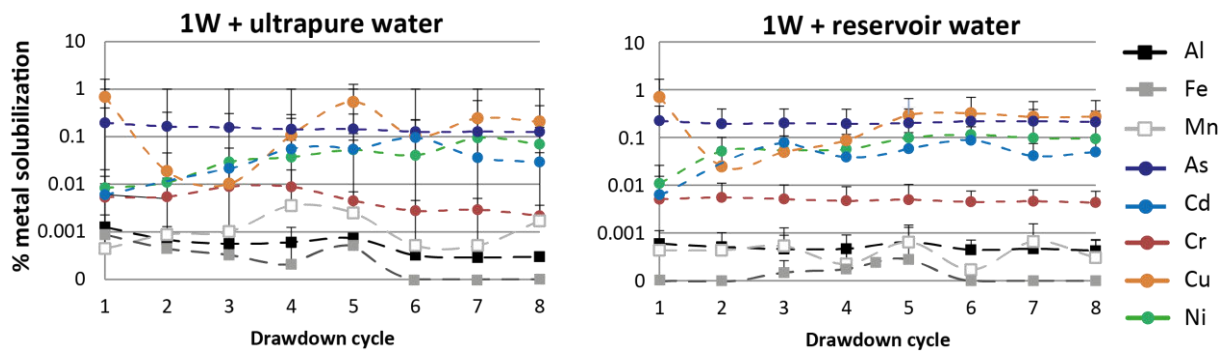 1W + ultrapure water
% metal solubilization
10
1
0.1
0.01
0.001
0
1 2 3 4 5 6 7 8
Drawdown cycle
1W + reservoir water
10
1
0.1
0.01
0.001
0
1 2 3 4 5 6 7 8
Drawdown cycle
Al
Fe
Mn
As
Cd
Cr
Cu
Ni